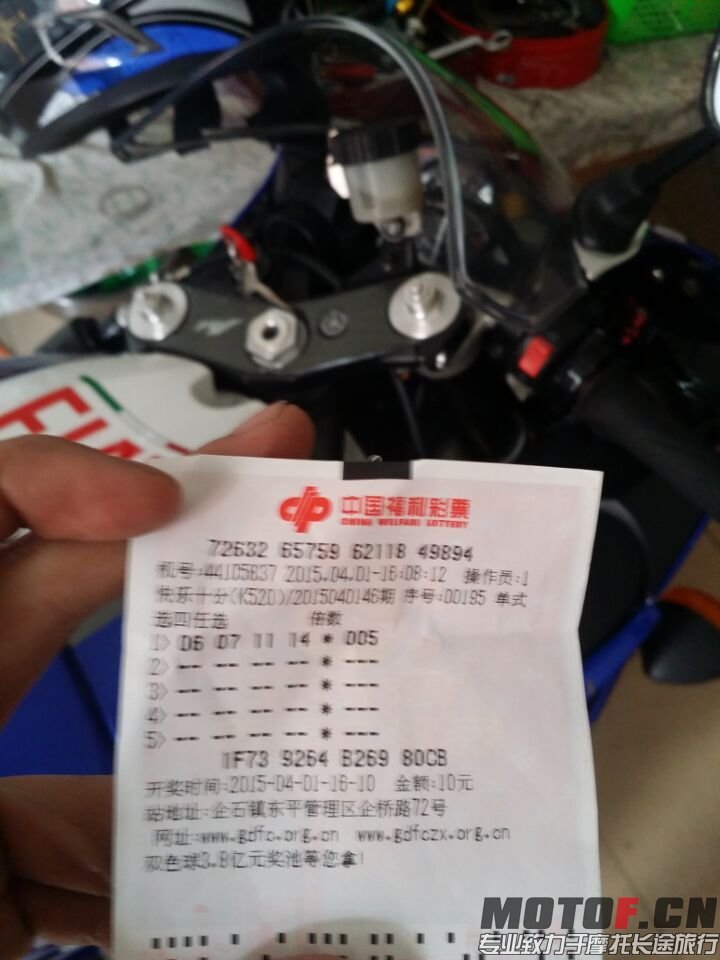 FIA
中国福利彩票
CHINA WELFARE LOTTERY
72632 65759 62118 49894
机号:44105837 2015.04.01-16:08:12 操作员:1
快乐十分(K520)/2015040146期 序号:00195 单式
选四任选 倍数
1> 06 07 11 14 * 005
2> -- -- -- -- * ---
3> -- -- -- -- * ---
4> -- -- -- -- * ---
5> -- -- -- -- * ---
1F73 9264 B269 80CB
开奖时间:2015-04-01-16-10 金额:10元
站地址:企石镇东平管理区企桥路72号
网址:www.gdfc.org.cn www.gdfczx.org.cn
双色球3.8亿元奖池等您拿!
MOTOF.CN
专业致力于摩托长途旅行